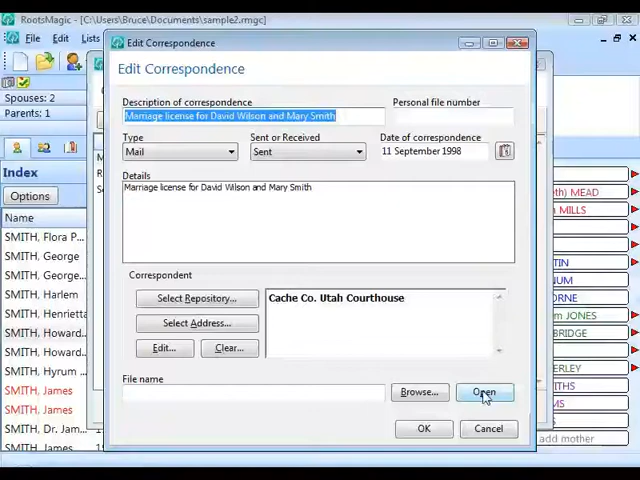 RootsMagic - [C:\Users\Bruce\Documents\sample2.rmgc]
File Edit Lists
Edit Correspondence
Edit Correspondence
Spouses: 2
Parents: 1
Description of correspondence
Personal file number
Marriage license for David Wilson and Mary Smith
Type
Sent or Received
Date of correspondence
Mail
Sent
11 September 1998
Details
Marriage license for David Wilson and Mary Smith
Index
Options
Name
SMITH, Flora P...
SMITH, George
SMITH, George
SMITH, Harlem
SMITH, Henrietta
SMITH, Howard...
SMITH, Howard...
SMITH, Hyrum ...
SMITH, James
SMITH, James
SMITH, Dr. Jam...
SMITH, James
Correspondent
Select Repository...
Cache Co. Utah Courthouse
Select Address...
Edit...
Clear...
File name
Browse...
Open
OK
Cancel
eth) MEAD
h MILLS
TIN
NUM
ORNE
m JONES
BRIDGE
ERLEY
THS
MS
add mother